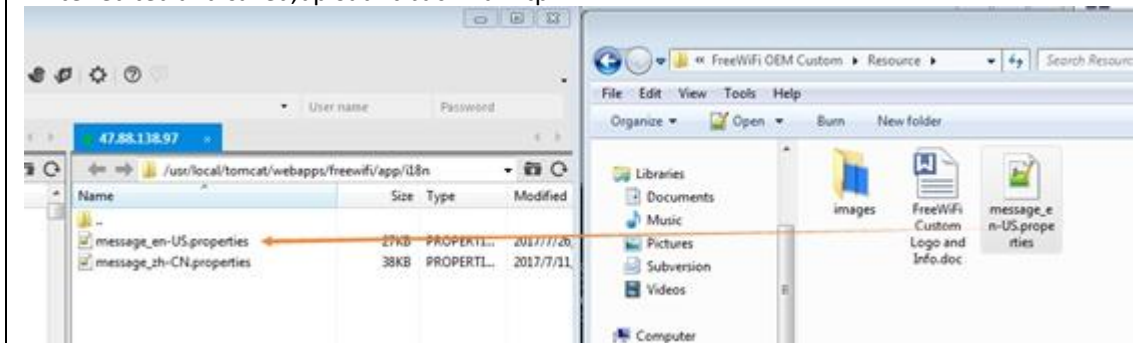 User name Password
47.88.138.97
/usr/local/tomcat/webapps/freewifi/app/i18n
Name Size Type Modified
..
message_en-US.properties 27KB PROPERTI... 2017/7/26,
message_zh-CN.properties 38KB PROPERTI... 2017/7/11,
« FreeWiFi OEM Custom ▸ Resource ▸ Search Resourc
File Edit View Tools Help
Organize Open Burn New folder
Libraries
Documents
Music
Pictures
Subversion
Videos
Computer
images
FreeWiFi
Custom
Logo and
Info.doc
message_e
n-US.prope
rties